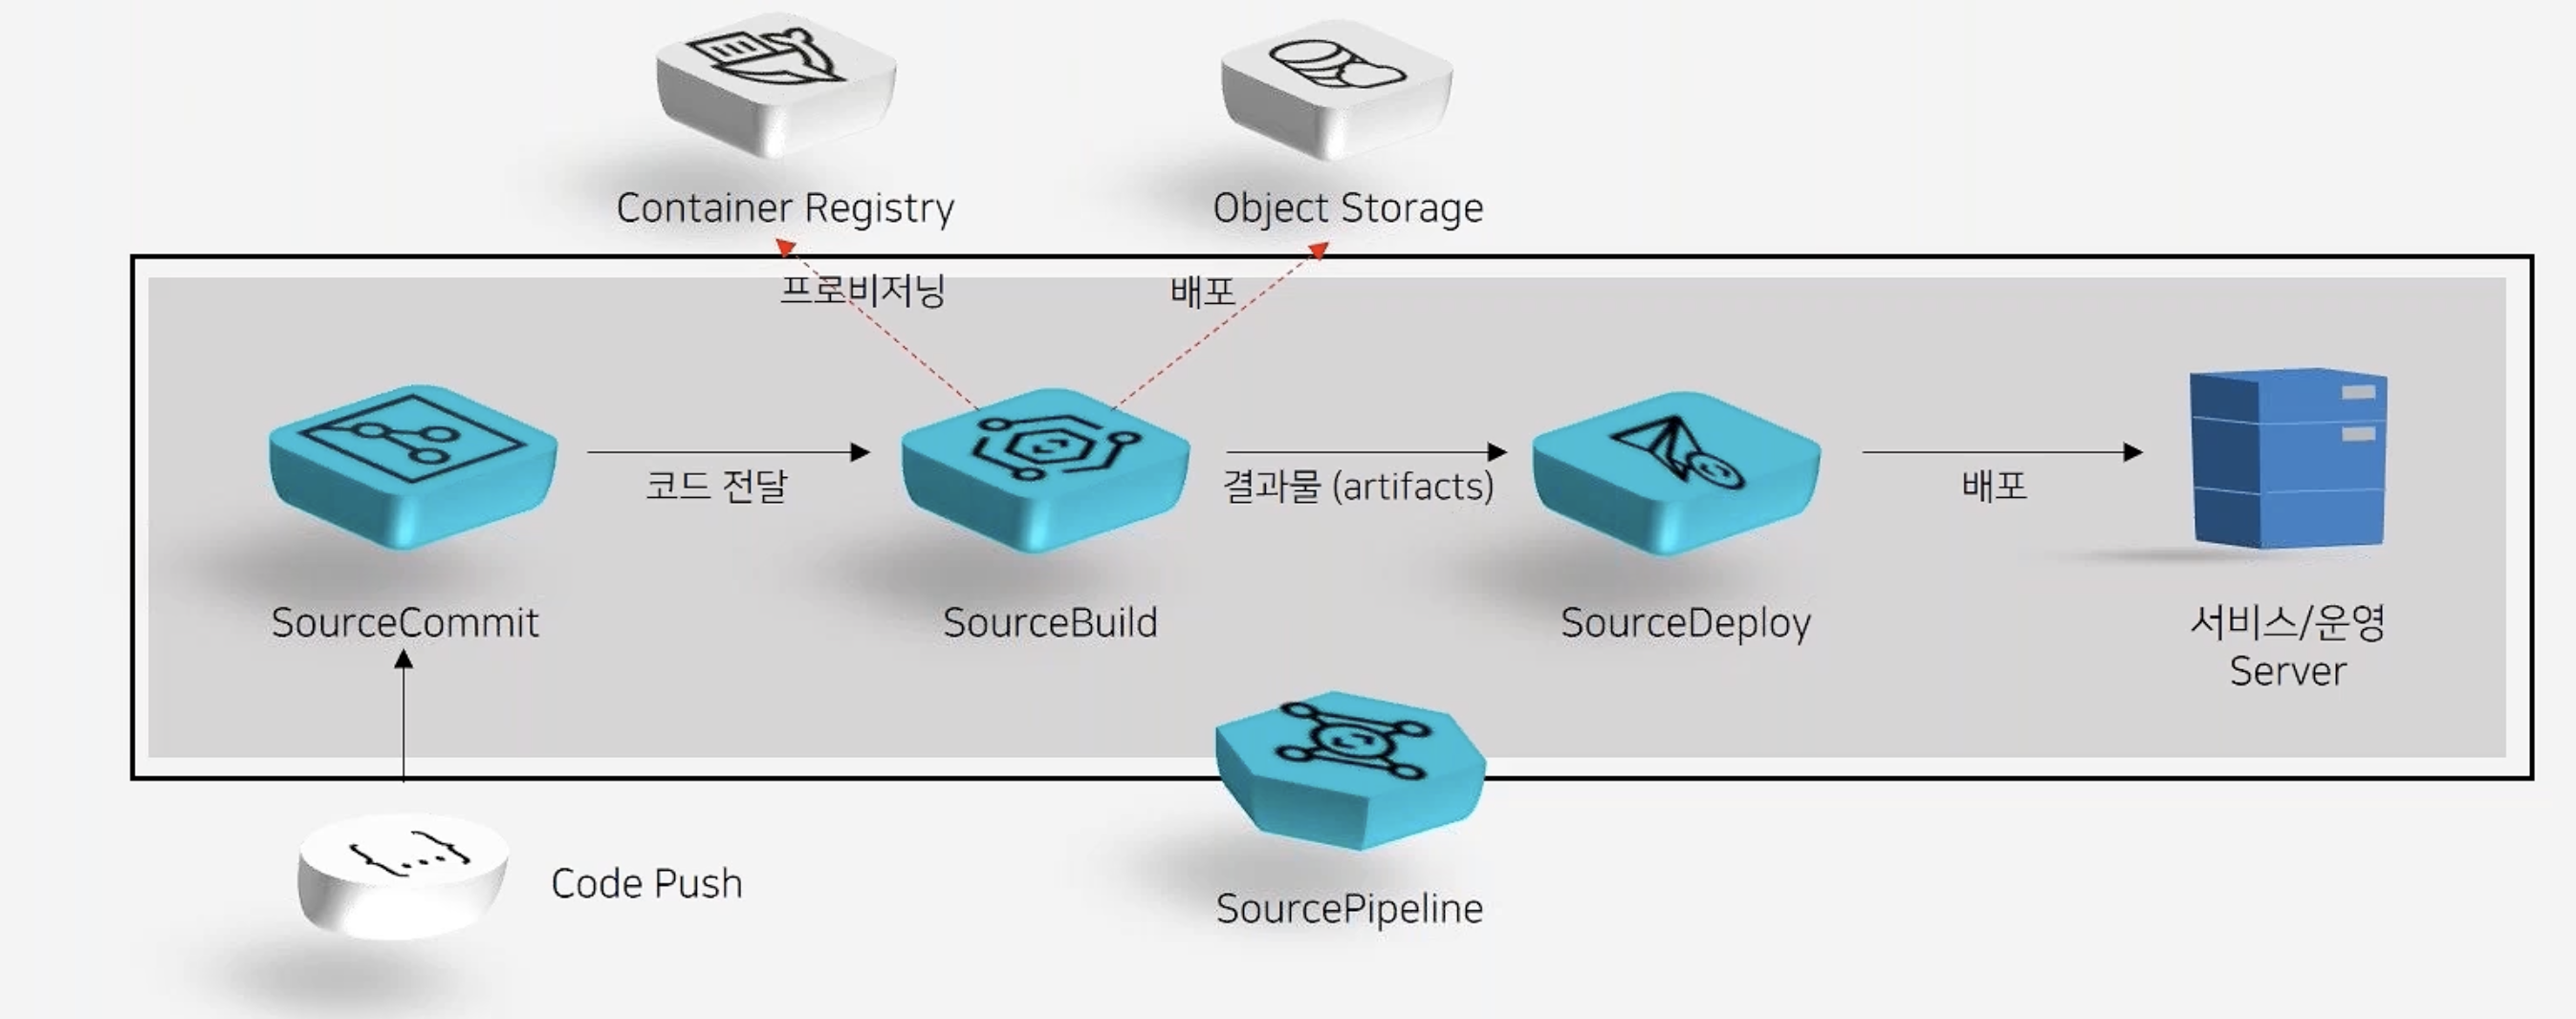 Container Registry
Object Storage
프로비저닝
배포
코드 전달
결과물 (artifacts)
배포
SourceCommit
SourceBuild
SourceDeploy
서비스/운영
Server
Code Push
SourcePipeline